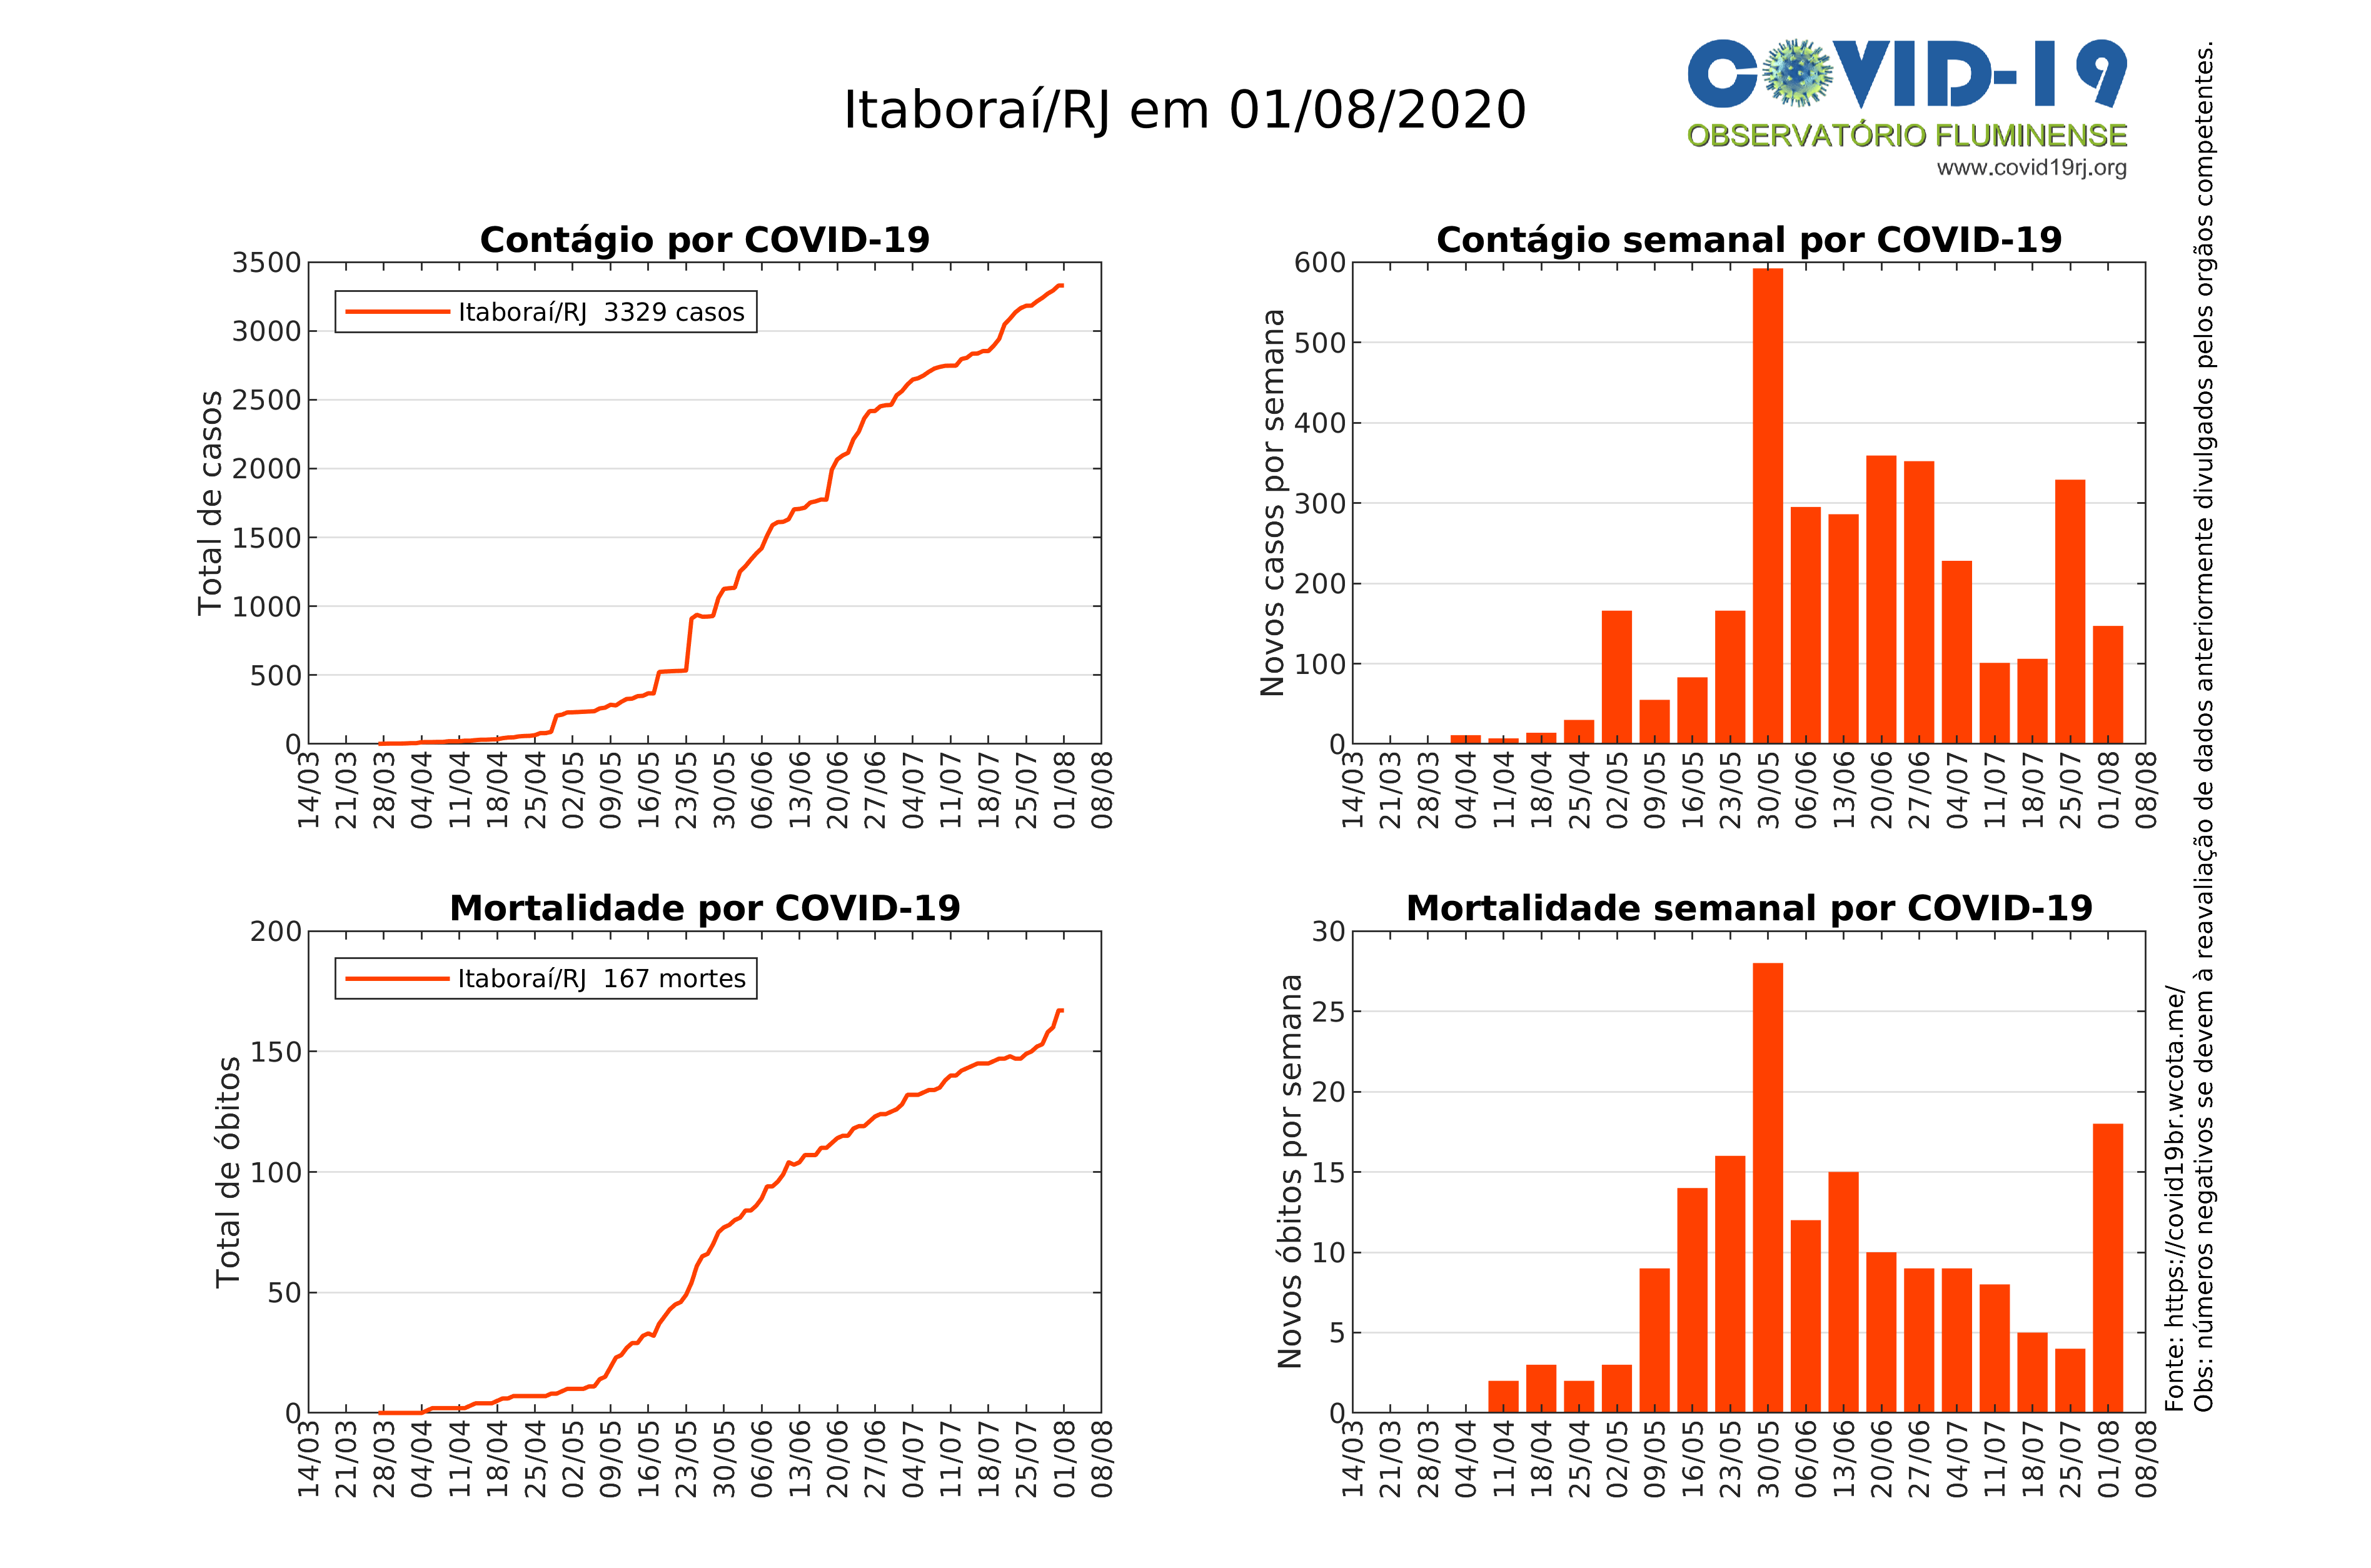 Itaboraí/RJ em 01/08/2020
COVID-19
OBSERVATÓRIO FLUMINENSE
www.covid19rj.org
Contágio por COVID-19
Total de casos
3500
3000
2500
2000
1500
1000
500
0
Itaboraí/RJ 3329 casos
14/03 21/03 28/03 04/04 11/04 18/04 25/04 02/05 09/05 16/05 23/05 30/05 06/06 13/06 20/06 27/06 04/07 11/07 18/07 25/07 01/08 08/08
Contágio semanal por COVID-19
Novos casos por semana
600
500
400
300
200
100
0
14/03 21/03 28/03 04/04 11/04 18/04 25/04 02/05 09/05 16/05 23/05 30/05 06/06 13/06 20/06 27/06 04/07 11/07 18/07 25/07 01/08 08/08
Mortalidade por COVID-19
Total de óbitos
200
150
100
50
0
Itaboraí/RJ 167 mortes
14/03 21/03 28/03 04/04 11/04 18/04 25/04 02/05 09/05 16/05 23/05 30/05 06/06 13/06 20/06 27/06 04/07 11/07 18/07 25/07 01/08 08/08
Mortalidade semanal por COVID-19
Novos óbitos por semana
30
25
20
15
10
5
0
14/03 21/03 28/03 04/04 11/04 18/04 25/04 02/05 09/05 16/05 23/05 30/05 06/06 13/06 20/06 27/06 04/07 11/07 18/07 25/07 01/08 08/08
Fonte: https://covid19br.wcota.me/
Obs: números negativos se devem à reavaliação de dados anteriormente divulgados pelos orgãos competentes.